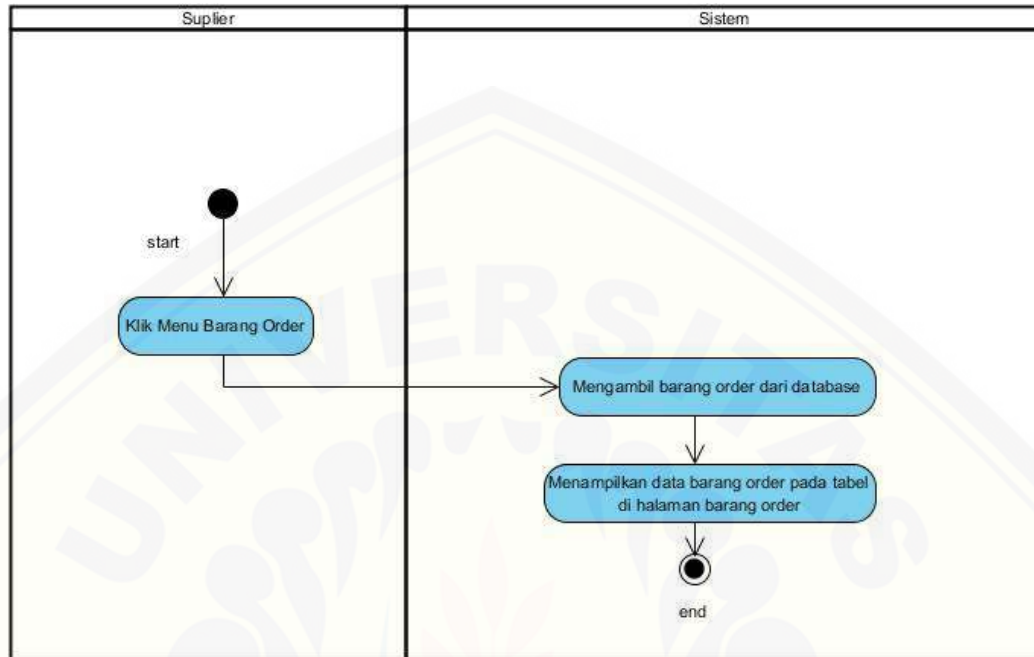 Suplier
Sistem
start
Klik Menu Barang Order
Mengambil barang order dari database
Menampilkan data barang order pada tabel
di halaman barang order
end
UNIVERSITAS